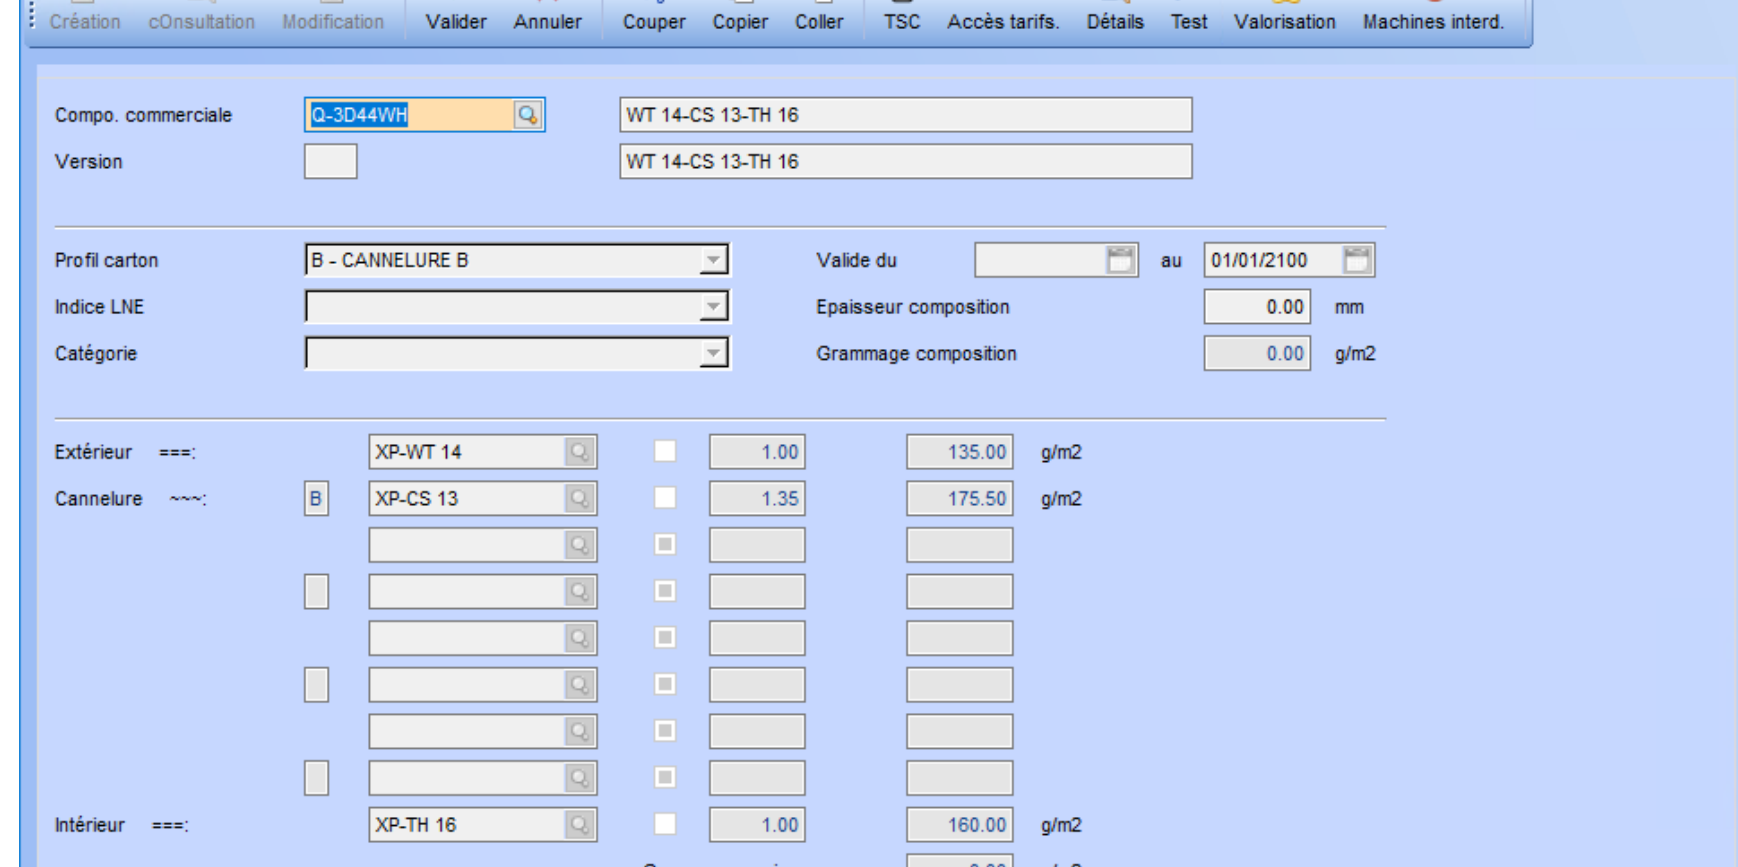 Création cOnsultation Modification Valider Annuler Couper Copier Coller TSC Accès tarifs. Détails Test Valorisation Machines interd.
Compo. commerciale Q-3D44WH WT 14-CS 13-TH 16
Version WT 14-CS 13-TH 16
Profil carton B - CANNELURE B Valide du au 01/01/2100
Indice LNE Epaisseur composition 0.00 mm
Catégorie Grammage composition 0.00 g/m2
Extérieur ===: XP-WT 14 1.00 135.00 g/m2
Cannelure ~~~: B XP-CS 13 1.35 175.50 g/m2
Intérieur ===: XP-TH 16 1.00 160.00 g/m2